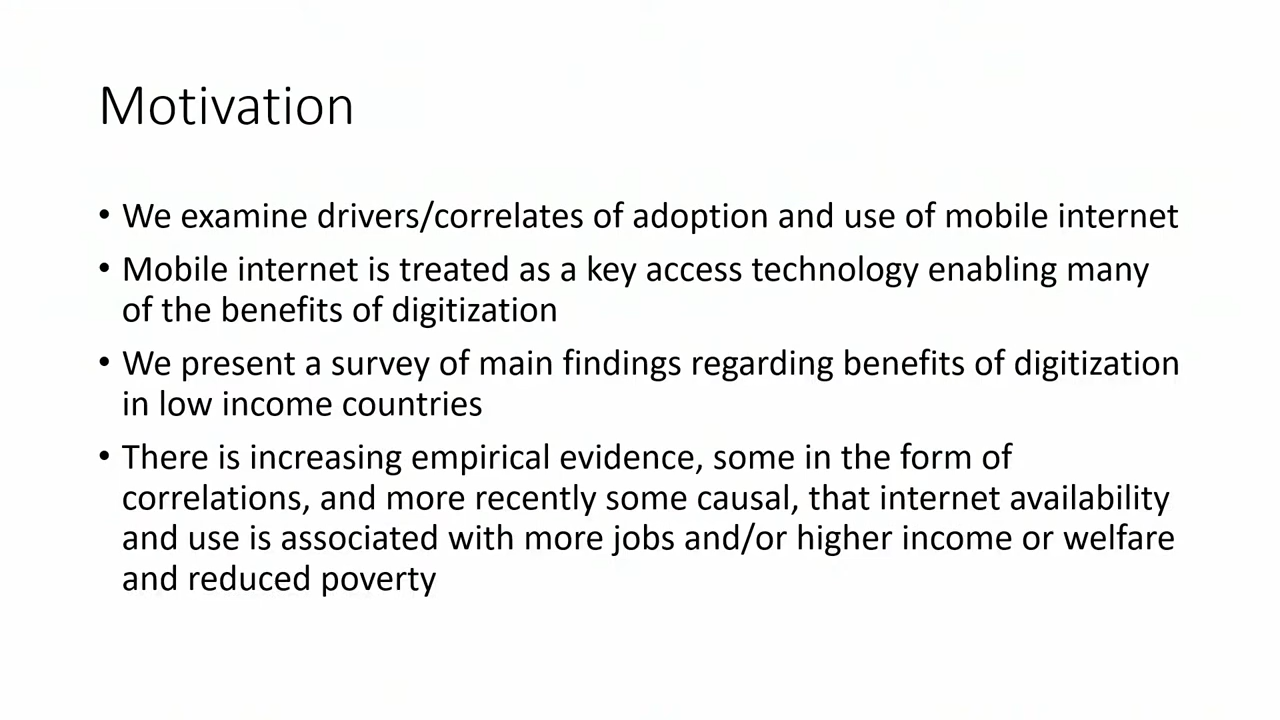 Motivation
• We examine drivers/correlates of adoption and use of mobile internet
• Mobile internet is treated as a key access technology enabling many
of the benefits of digitization
• We present a survey of main findings regarding benefits of digitization
in low income countries
• There is increasing empirical evidence, some in the form of
correlations, and more recently some causal, that internet availability
and use is associated with more jobs and/or higher income or welfare
and reduced poverty